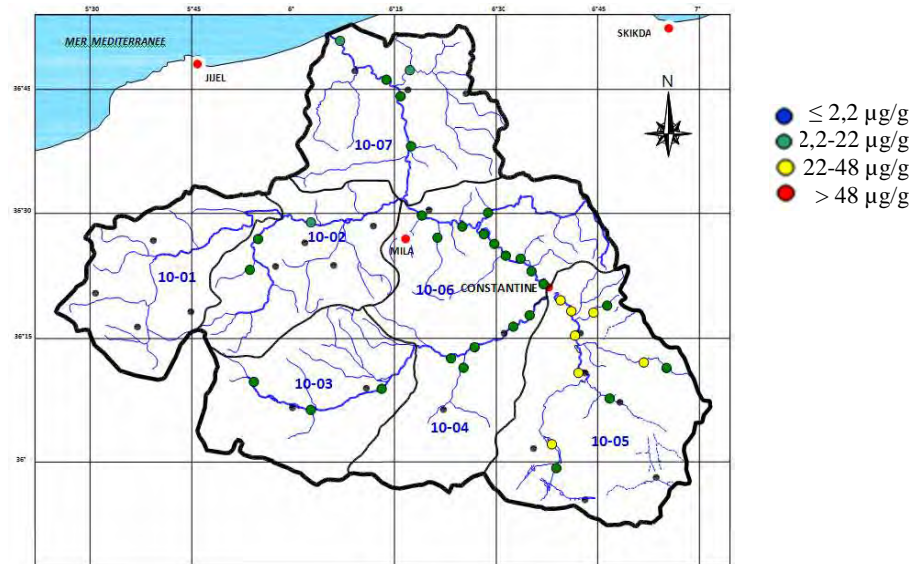 5°30 5°45 6° 6°15 6°30 6°45 7°
MER MEDITERRANEE
SKIKDA
JIJEL
N
36°45
≤ 2,2 µg/g
2,2-22 µg/g
22-48 µg/g
> 48 µg/g
10-07
36°30
10-02
MILA
10-01
10-06
CONSTANTINE
36°15
10-03
10-04
10-05
36°